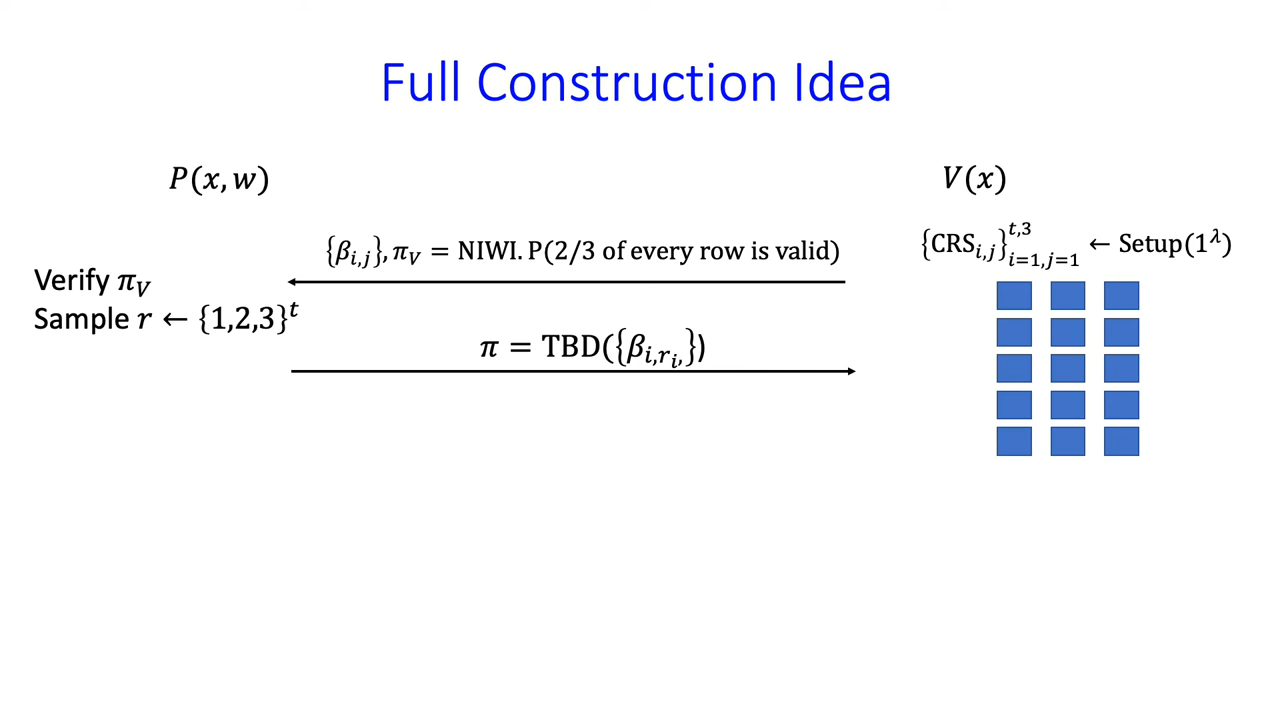 Full Construction Idea
P(x, w)
V(x)
{β_{i,j}}, π_V = NIWI. P(2/3 of every row is valid)
{CRS_{i,j}}_{i=1,j=1}^{t,3} ← Setup(1^λ)
Verify π_V
Sample r ← {1,2,3}^t
π = TBD({β_{i,r_i,}})